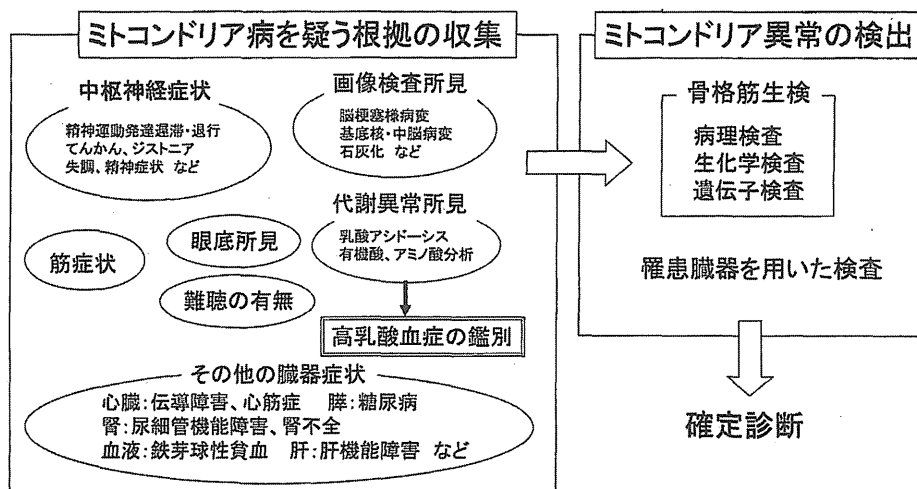 ミトコンドリア病を疑う根拠の収集
中枢神経症状
精神運動発達遅滞・退行
てんかん、ジストニア
失調、精神症状 など
画像検査所見
脳梗塞様病変
基底核・中脳病変
石灰化 など
代謝異常所見
乳酸アシドーシス
有機酸、アミノ酸分析
眼底所見
筋症状
難聴の有無
高乳酸血症の鑑別
その他の臓器症状
心臓:伝導障害、心筋症 膵:糖尿病
腎:尿細管機能障害、腎不全
血液:鉄芽球性貧血 肝:肝機能障害 など
ミトコンドリア異常の検出
骨格筋生検
病理検査
生化学検査
遺伝子検査
罹患臓器を用いた検査
確定診断